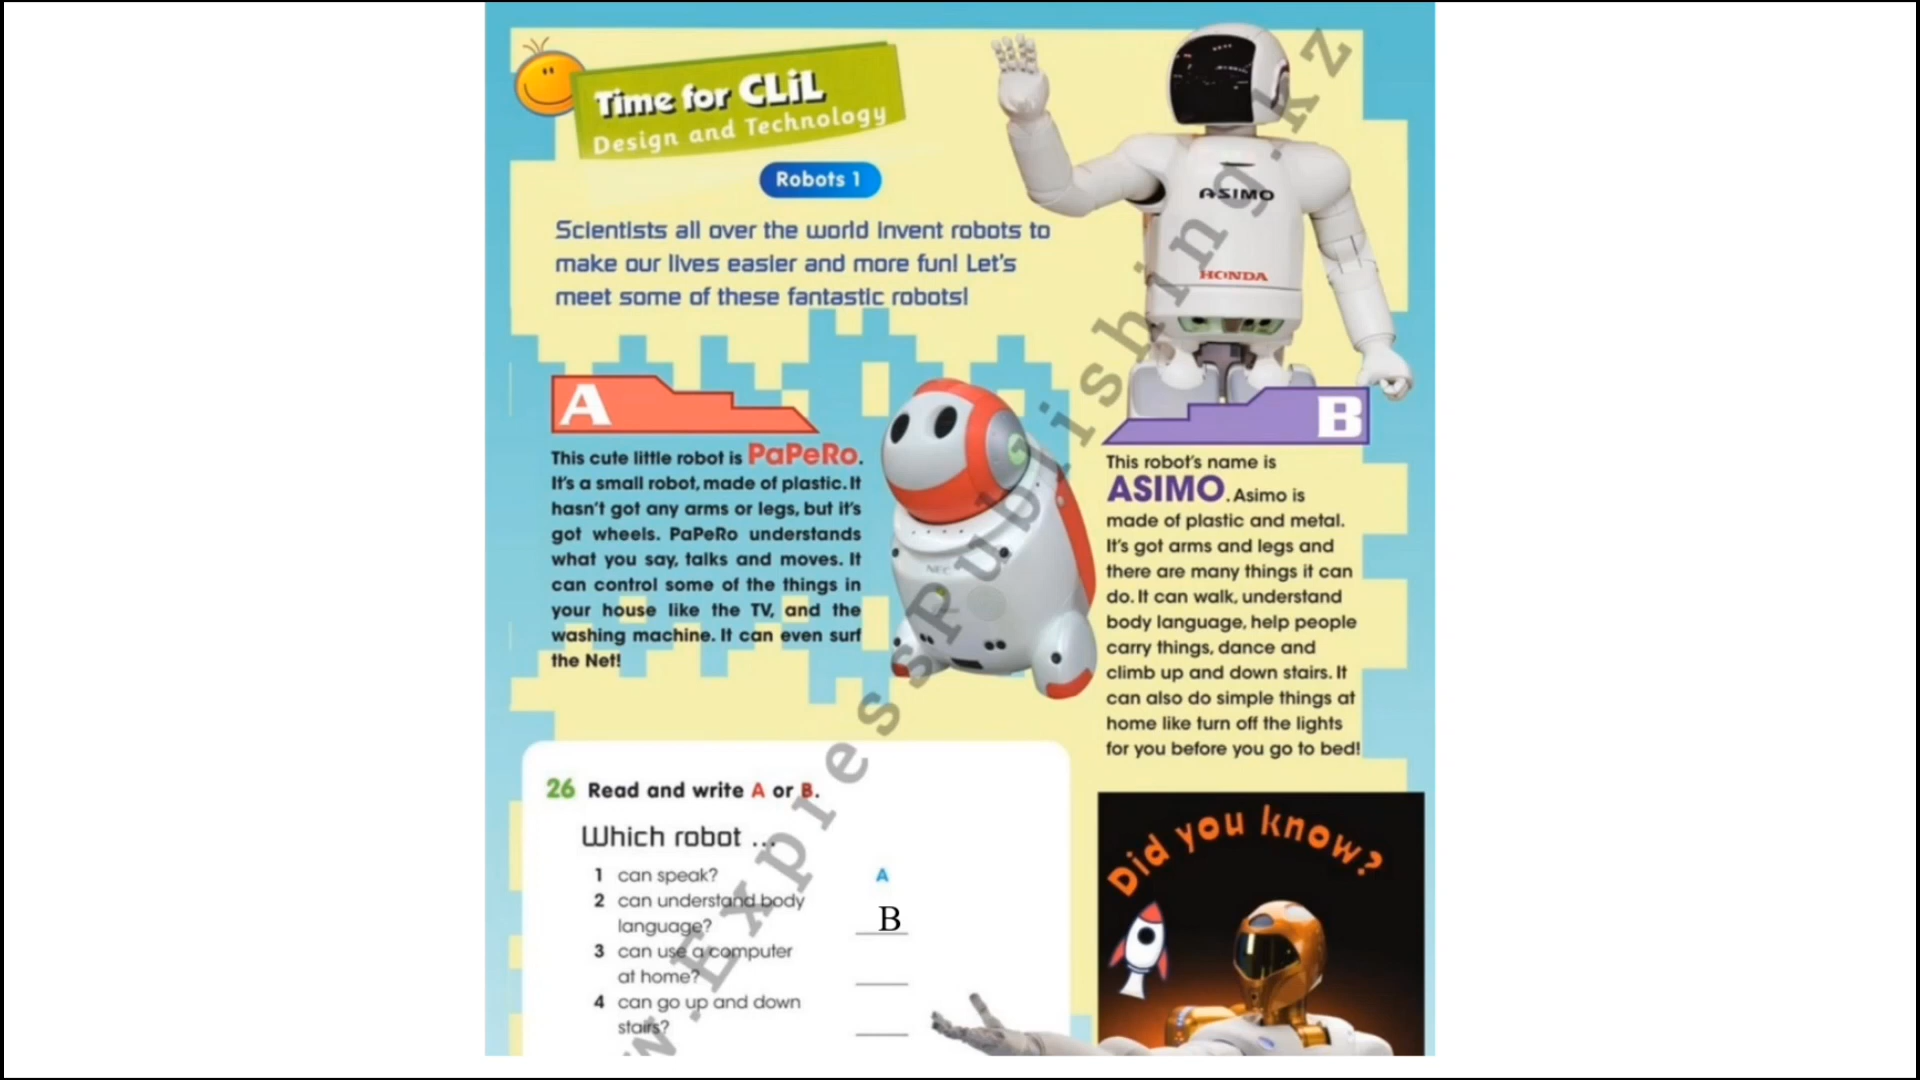 Time for CLiL
Design and Technology
Robots 1
Scientists all over the world invent robots to
make our lives easier and more fun! Let's
meet some of these fantastic robots!
ASIMO
HONDA
A
This cute little robot is PaPeRo.
It's a small robot, made of plastic. It
hasn't got any arms or legs, but it's
got wheels. PaPeRo understands
what you say, talks and moves. It
can control some of the things in
your house like the TV, and the
washing machine. It can even surf
the Net!
NEC
B
This robot's name is
ASIMO. Asimo is
made of plastic and metal.
It's got arms and legs and
there are many things it can
do. It can walk, understand
body language, help people
carry things, dance and
climb up and down stairs. It
can also do simple things at
home like turn off the lights
for you before you go to bed!
26 Read and write A or B.
Which robot ...
1 can speak? A
2 can understand body
language? B
3 can use a computer
at home?
4 can go up and down
stairs?
Did you know?
w.ExpressPublishing.kz